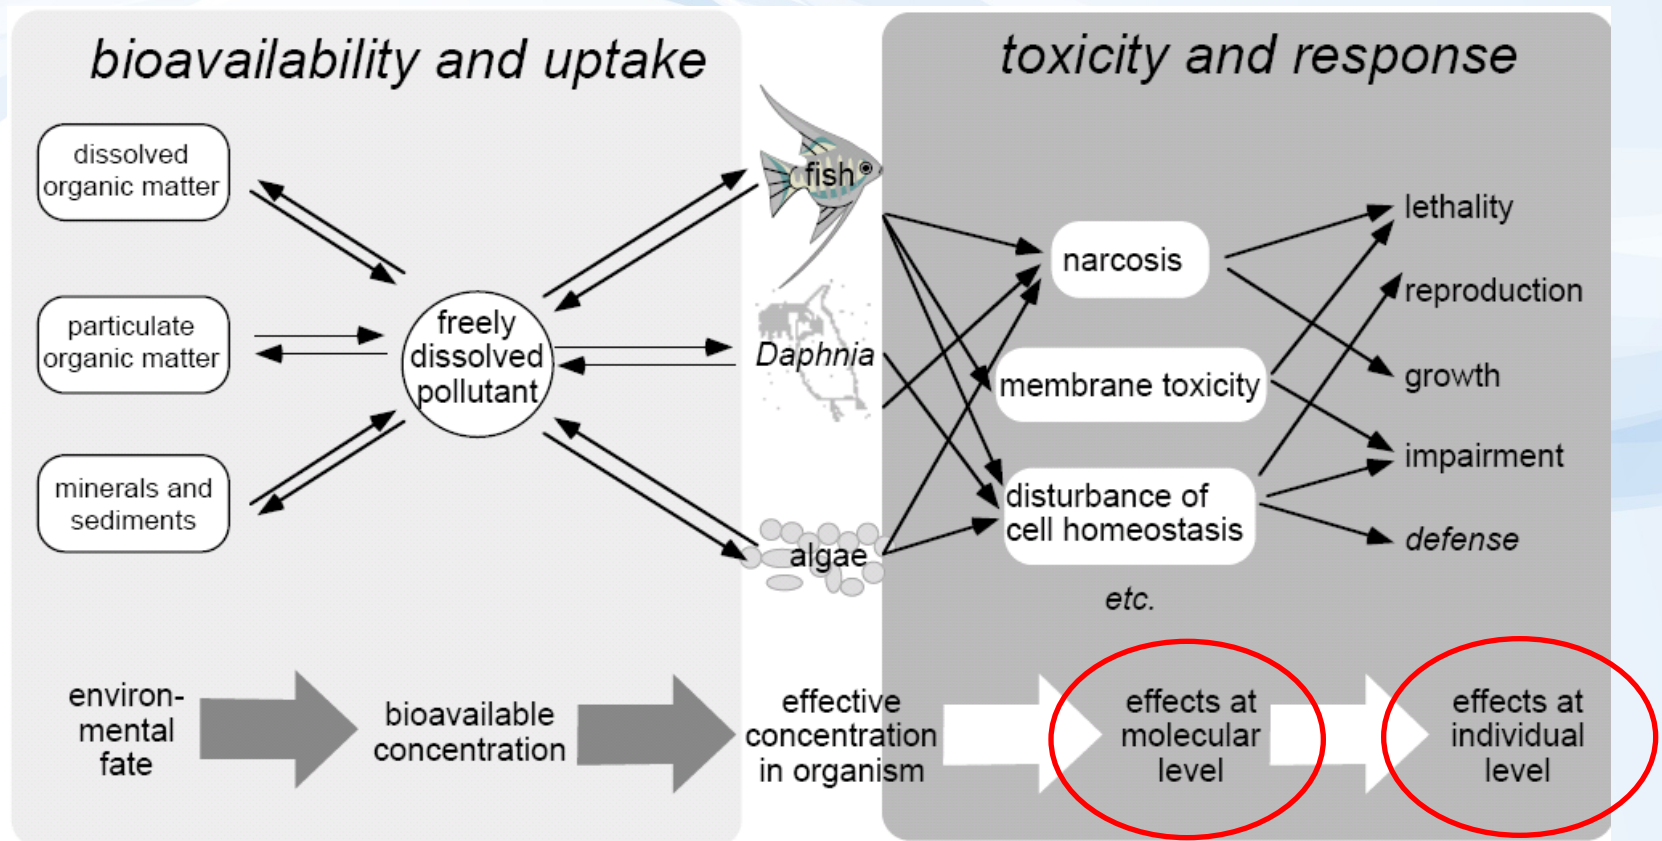 bioavailability and uptake
toxicity and response
dissolved
organic matter
particulate
organic matter
minerals and
sediments
freely
dissolved
pollutant
fish
Daphnia
algae
narcosis
membrane toxicity
disturbance of
cell homeostasis
etc.
lethality
reproduction
growth
impairment
defense
environ-
mental
fate
bioavailable
concentration
effective
concentration
in organism
effects at
molecular
level
effects at
individual
level